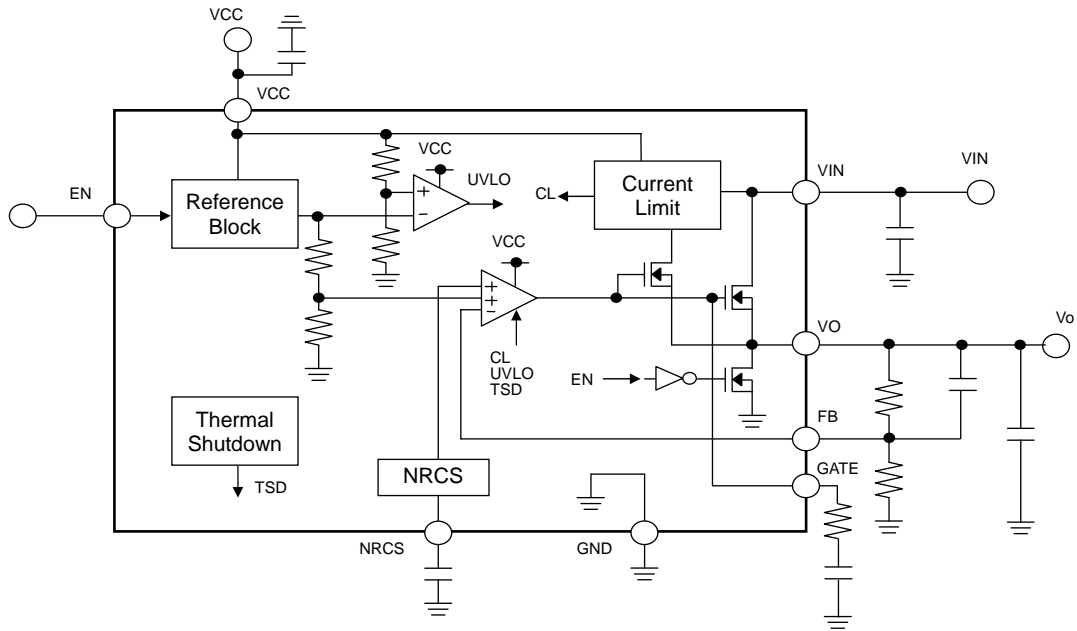 VCC
VCC
VCC
VIN
VIN
EN
UVLO
+
−
Reference
Block
CL
Current
Limit
VCC
+
+
−
VO
Vo
CL
UVLO
TSD
EN
Thermal
Shutdown
FB
TSD
NRCS
GATE
NRCS
GND